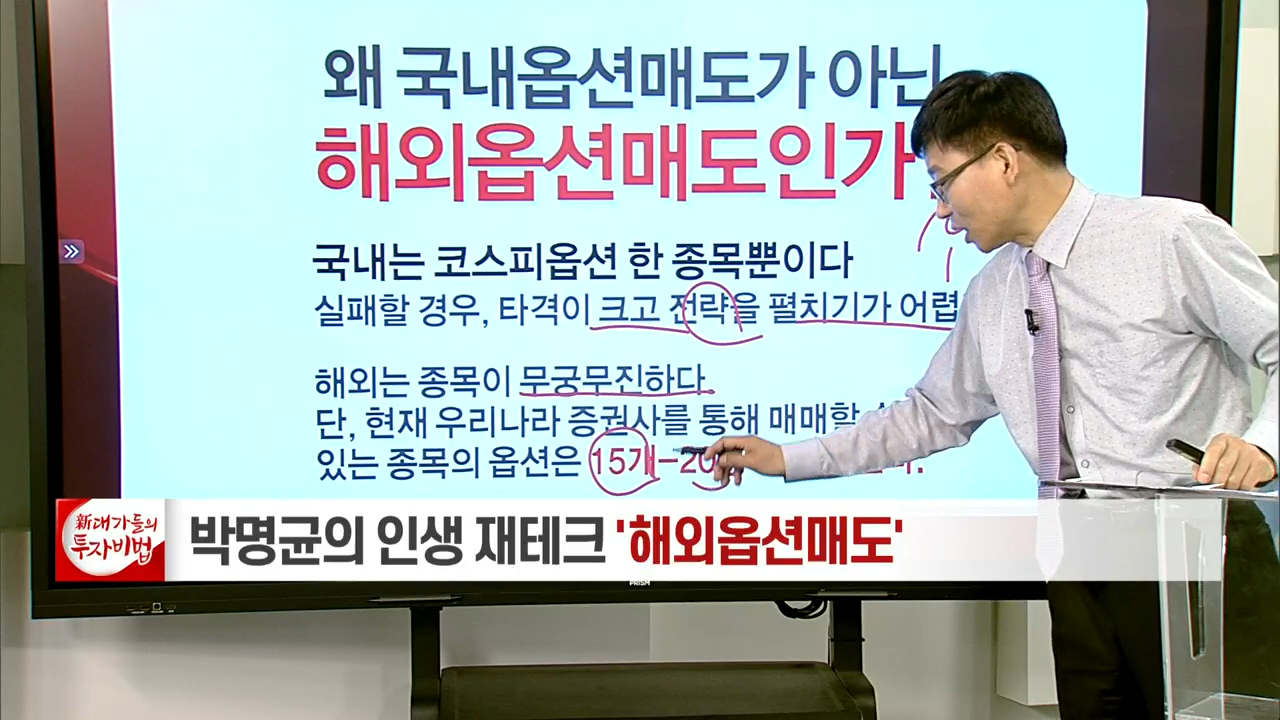 왜 국내옵션매도가 아닌
해외옵션매도인가
국내는 코스피옵션 한 종목뿐이다
실패할 경우, 타격이 크고 전략을 펼치기가 어렵
해외는 종목이 무궁무진하다.
단, 현재 우리나라 증권사를 통해 매매할
있는 종목의 옵션은 15개-20
新대가들의
투자비법
박명균의 인생 재테크 '해외옵션매도'
PRISM